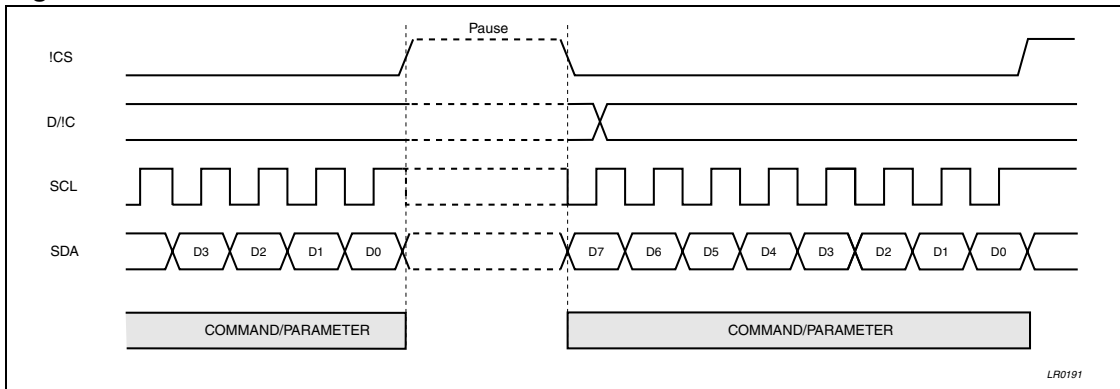 Pause
!CS
D/!C
SCL
SDA
D3 D2 D1 D0 D7 D6 D5 D4 D3 D2 D1 D0
COMMAND/PARAMETER COMMAND/PARAMETER
LR0191